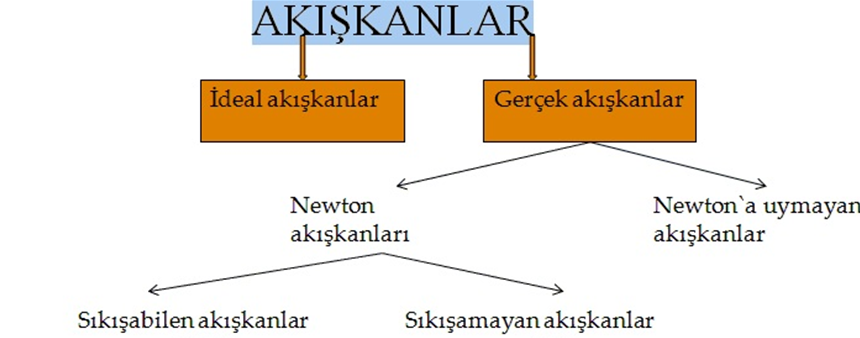 AKIŞKANLAR
İdeal akışkanlar
Gerçek akışkanlar
Newton
akışkanları
Newton`a uymayan
akışkanlar
Sıkışabilen akışkanlar
Sıkışamayan akışkanlar